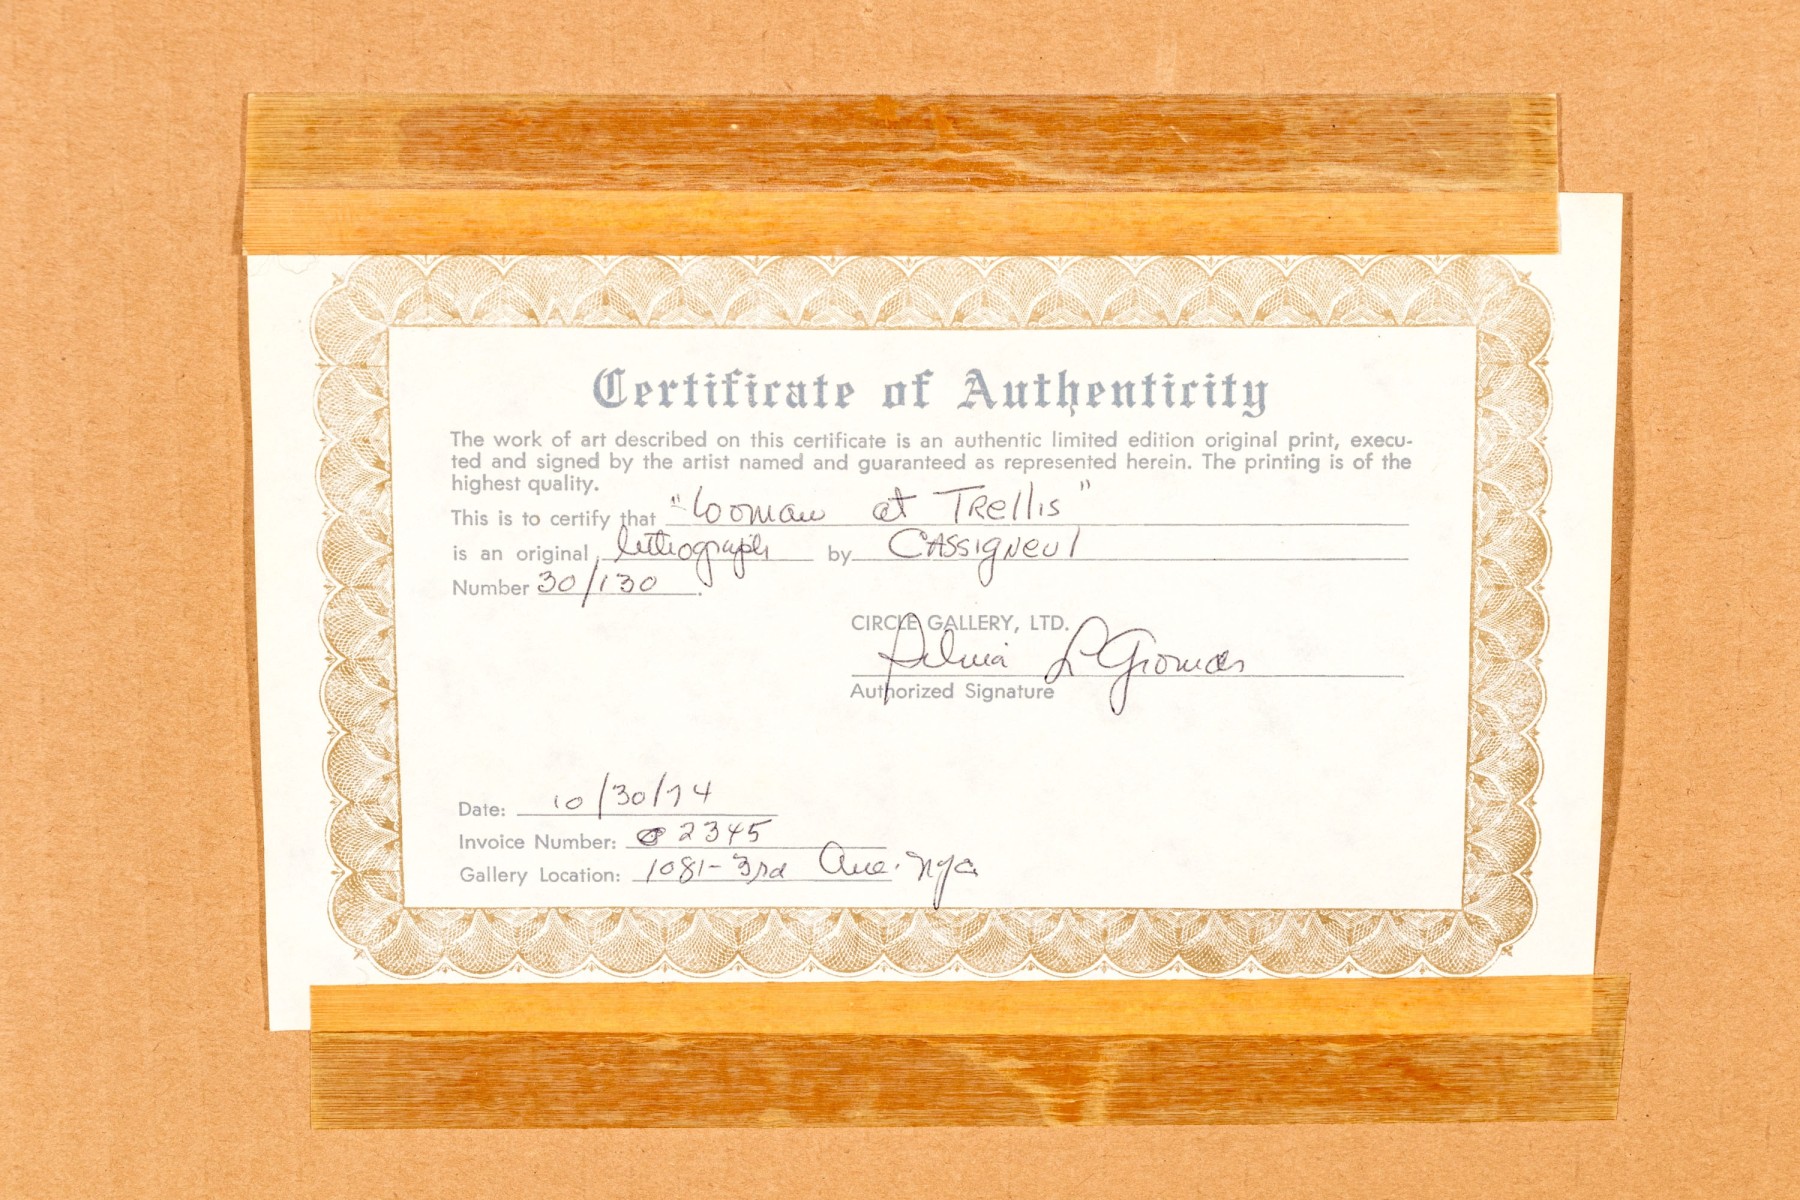 Certificate of Authenticity
The work of art described on this certificate is an authentic limited edition original print, execu-
ted and signed by the artist named and guaranteed as represented herein. The printing is of the
highest quality.
This is to certify that "Woman at Trellis"
is an original lithograph by Cassigneul
Number 30/130.
CIRCLE GALLERY, LTD.
Authorized Signature
Date: 10/30/74
Invoice Number: 02345
Gallery Location: 1081-3rd Ave. NYC